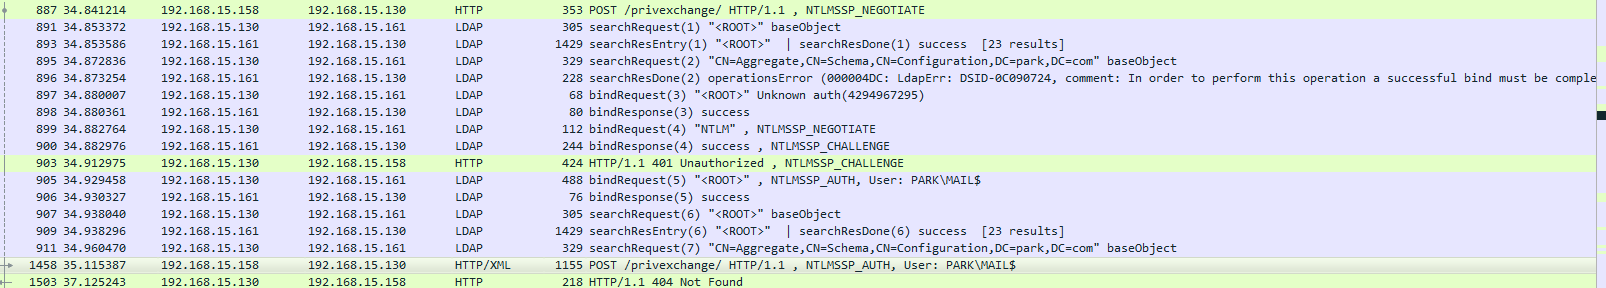 887 34.841214 192.168.15.158 192.168.15.130 HTTP 353 POST /privexchange/ HTTP/1.1 , NTLMSSP_NEGOTIATE
891 34.853372 192.168.15.130 192.168.15.161 LDAP 305 searchRequest(1) "<ROOT>" baseObject
893 34.853586 192.168.15.161 192.168.15.130 LDAP 1429 searchResEntry(1) "<ROOT>" | searchResDone(1) success [23 results]
895 34.872836 192.168.15.130 192.168.15.161 LDAP 329 searchRequest(2) "CN=Aggregate,CN=Schema,CN=Configuration,DC=park,DC=com" baseObject
896 34.873254 192.168.15.161 192.168.15.130 LDAP 228 searchResDone(2) operationsError (000004DC: LdapErr: DSID-0C090724, comment: In order to perform this operation a successful bind must be comple
897 34.880007 192.168.15.130 192.168.15.161 LDAP 68 bindRequest(3) "<ROOT>" Unknown auth(4294967295)
898 34.880361 192.168.15.161 192.168.15.130 LDAP 80 bindResponse(3) success
899 34.882764 192.168.15.130 192.168.15.161 LDAP 112 bindRequest(4) "NTLM" , NTLMSSP_NEGOTIATE
900 34.882976 192.168.15.161 192.168.15.130 LDAP 244 bindResponse(4) success , NTLMSSP_CHALLENGE
903 34.912975 192.168.15.130 192.168.15.158 HTTP 424 HTTP/1.1 401 Unauthorized , NTLMSSP_CHALLENGE
905 34.929458 192.168.15.130 192.168.15.161 LDAP 488 bindRequest(5) "<ROOT>" , NTLMSSP_AUTH, User: PARK\MAIL$
906 34.930327 192.168.15.161 192.168.15.130 LDAP 76 bindResponse(5) success
907 34.938040 192.168.15.130 192.168.15.161 LDAP 305 searchRequest(6) "<ROOT>" baseObject
909 34.938296 192.168.15.161 192.168.15.130 LDAP 1429 searchResEntry(6) "<ROOT>" | searchResDone(6) success [23 results]
911 34.960470 192.168.15.130 192.168.15.161 LDAP 329 searchRequest(7) "CN=Aggregate,CN=Schema,CN=Configuration,DC=park,DC=com" baseObject
1458 35.115387 192.168.15.158 192.168.15.130 HTTP/XML 1155 POST /privexchange/ HTTP/1.1 , NTLMSSP_AUTH, User: PARK\MAIL$
1503 37.125243 192.168.15.130 192.168.15.158 HTTP 218 HTTP/1.1 404 Not Found